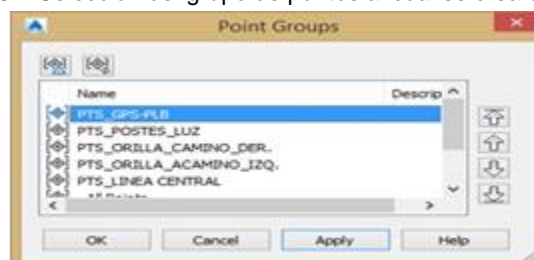 Point Groups
Name Descrip
PTS_GPS-PLB
PTS_POSTES_LUZ
PTS_ORILLA_CAMINO_DER.
PTS_ORILLA_ACAMINO_IZQ.
PTS_LINEA CENTRAL
OK Cancel Apply Help